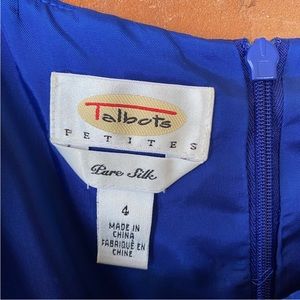 Talbots
PETITES
Pure Silk
4
MADE IN
CHINA
FABRIQUÉ EN
CHINE